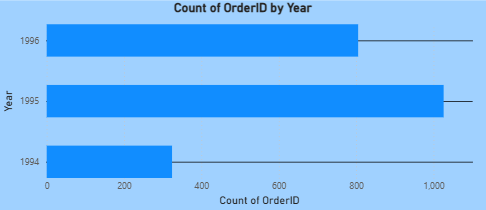 Count of OrderID by Year
Year
1996
1995
1994
0 200 400 600 800 1,000
Count of OrderID